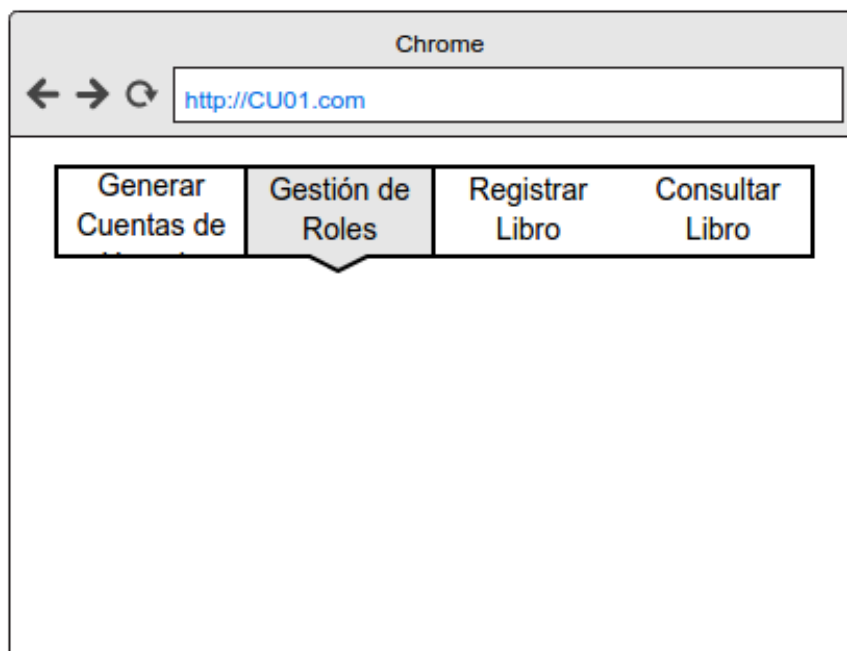 Chrome
http://CU01.com
Generar
Cuentas de
Gestión de
Roles
Registrar
Libro
Consultar
Libro